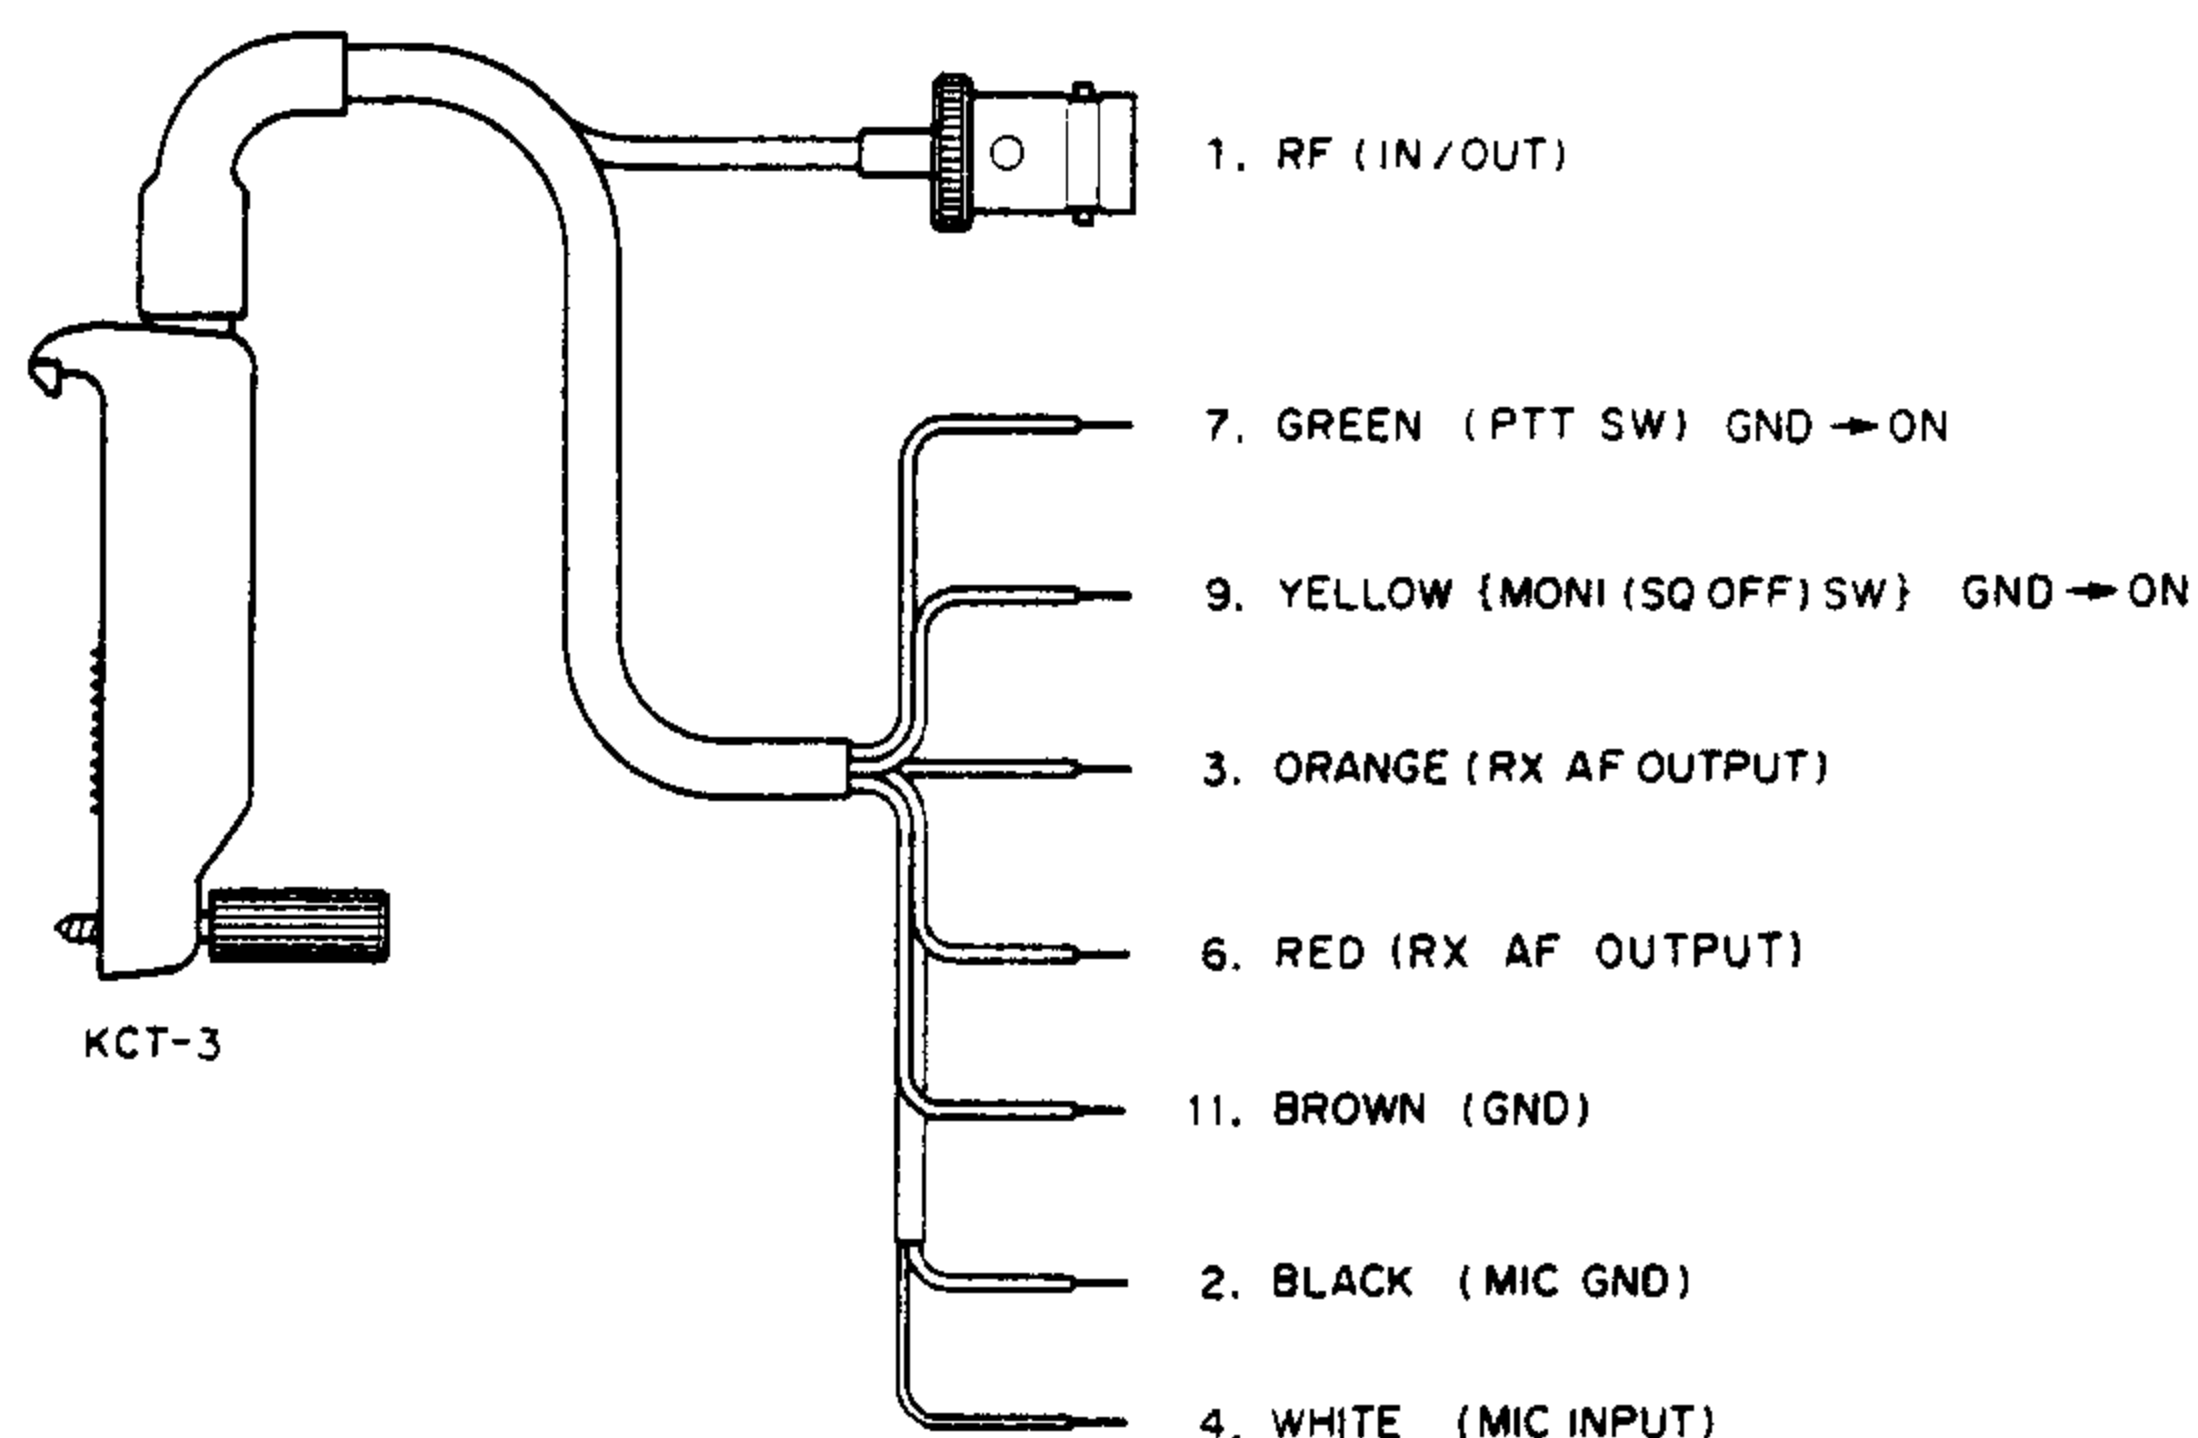 1. RF (IN/OUT)
7. GREEN (PTT SW) GND → ON
9. YELLOW {MONI (SQ OFF) SW} GND → ON
3. ORANGE (RX AF OUTPUT)
6. RED (RX AF OUTPUT)
KCT-3
11. BROWN (GND)
2. BLACK (MIC GND)
4. WHITE (MIC INPUT)